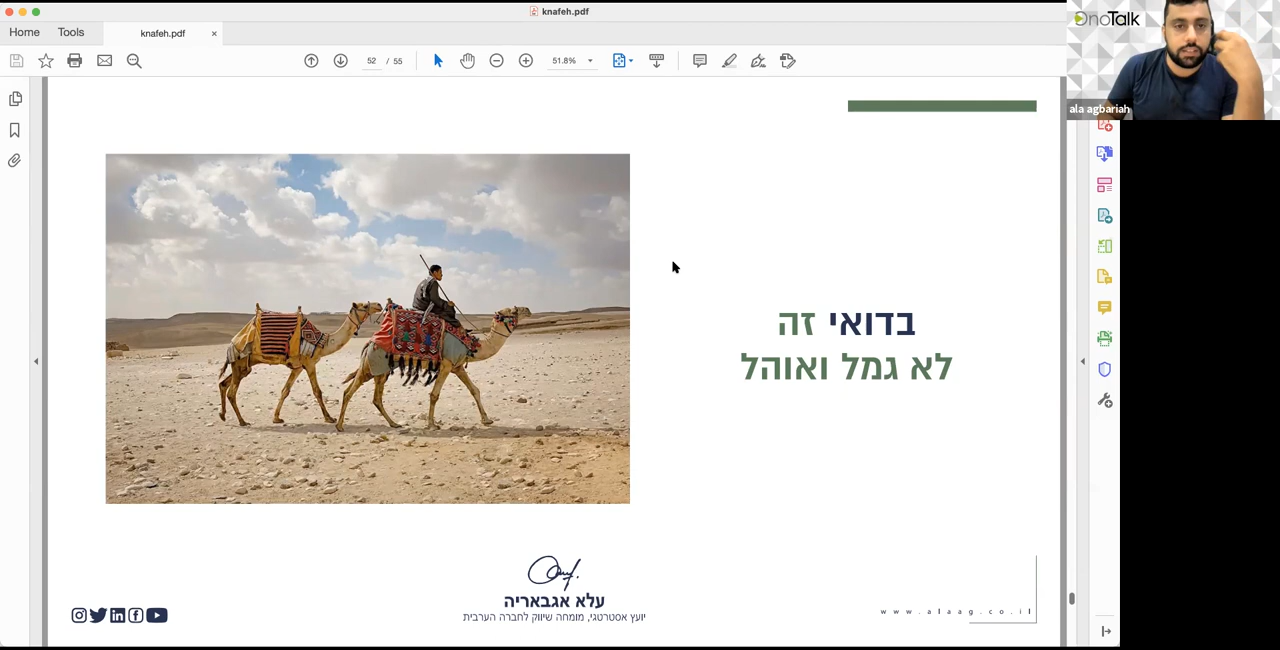 knafeh.pdf
Home
Tools
knafeh.pdf
52 / 55
51.8%
OnoTalk
ala agbariah
בדואי זה
לא גמל ואוהל
עלא אגבאריה
יועץ אסטרטגי, מומחה שיווק לחברה הערבית
www.alaag.co.il